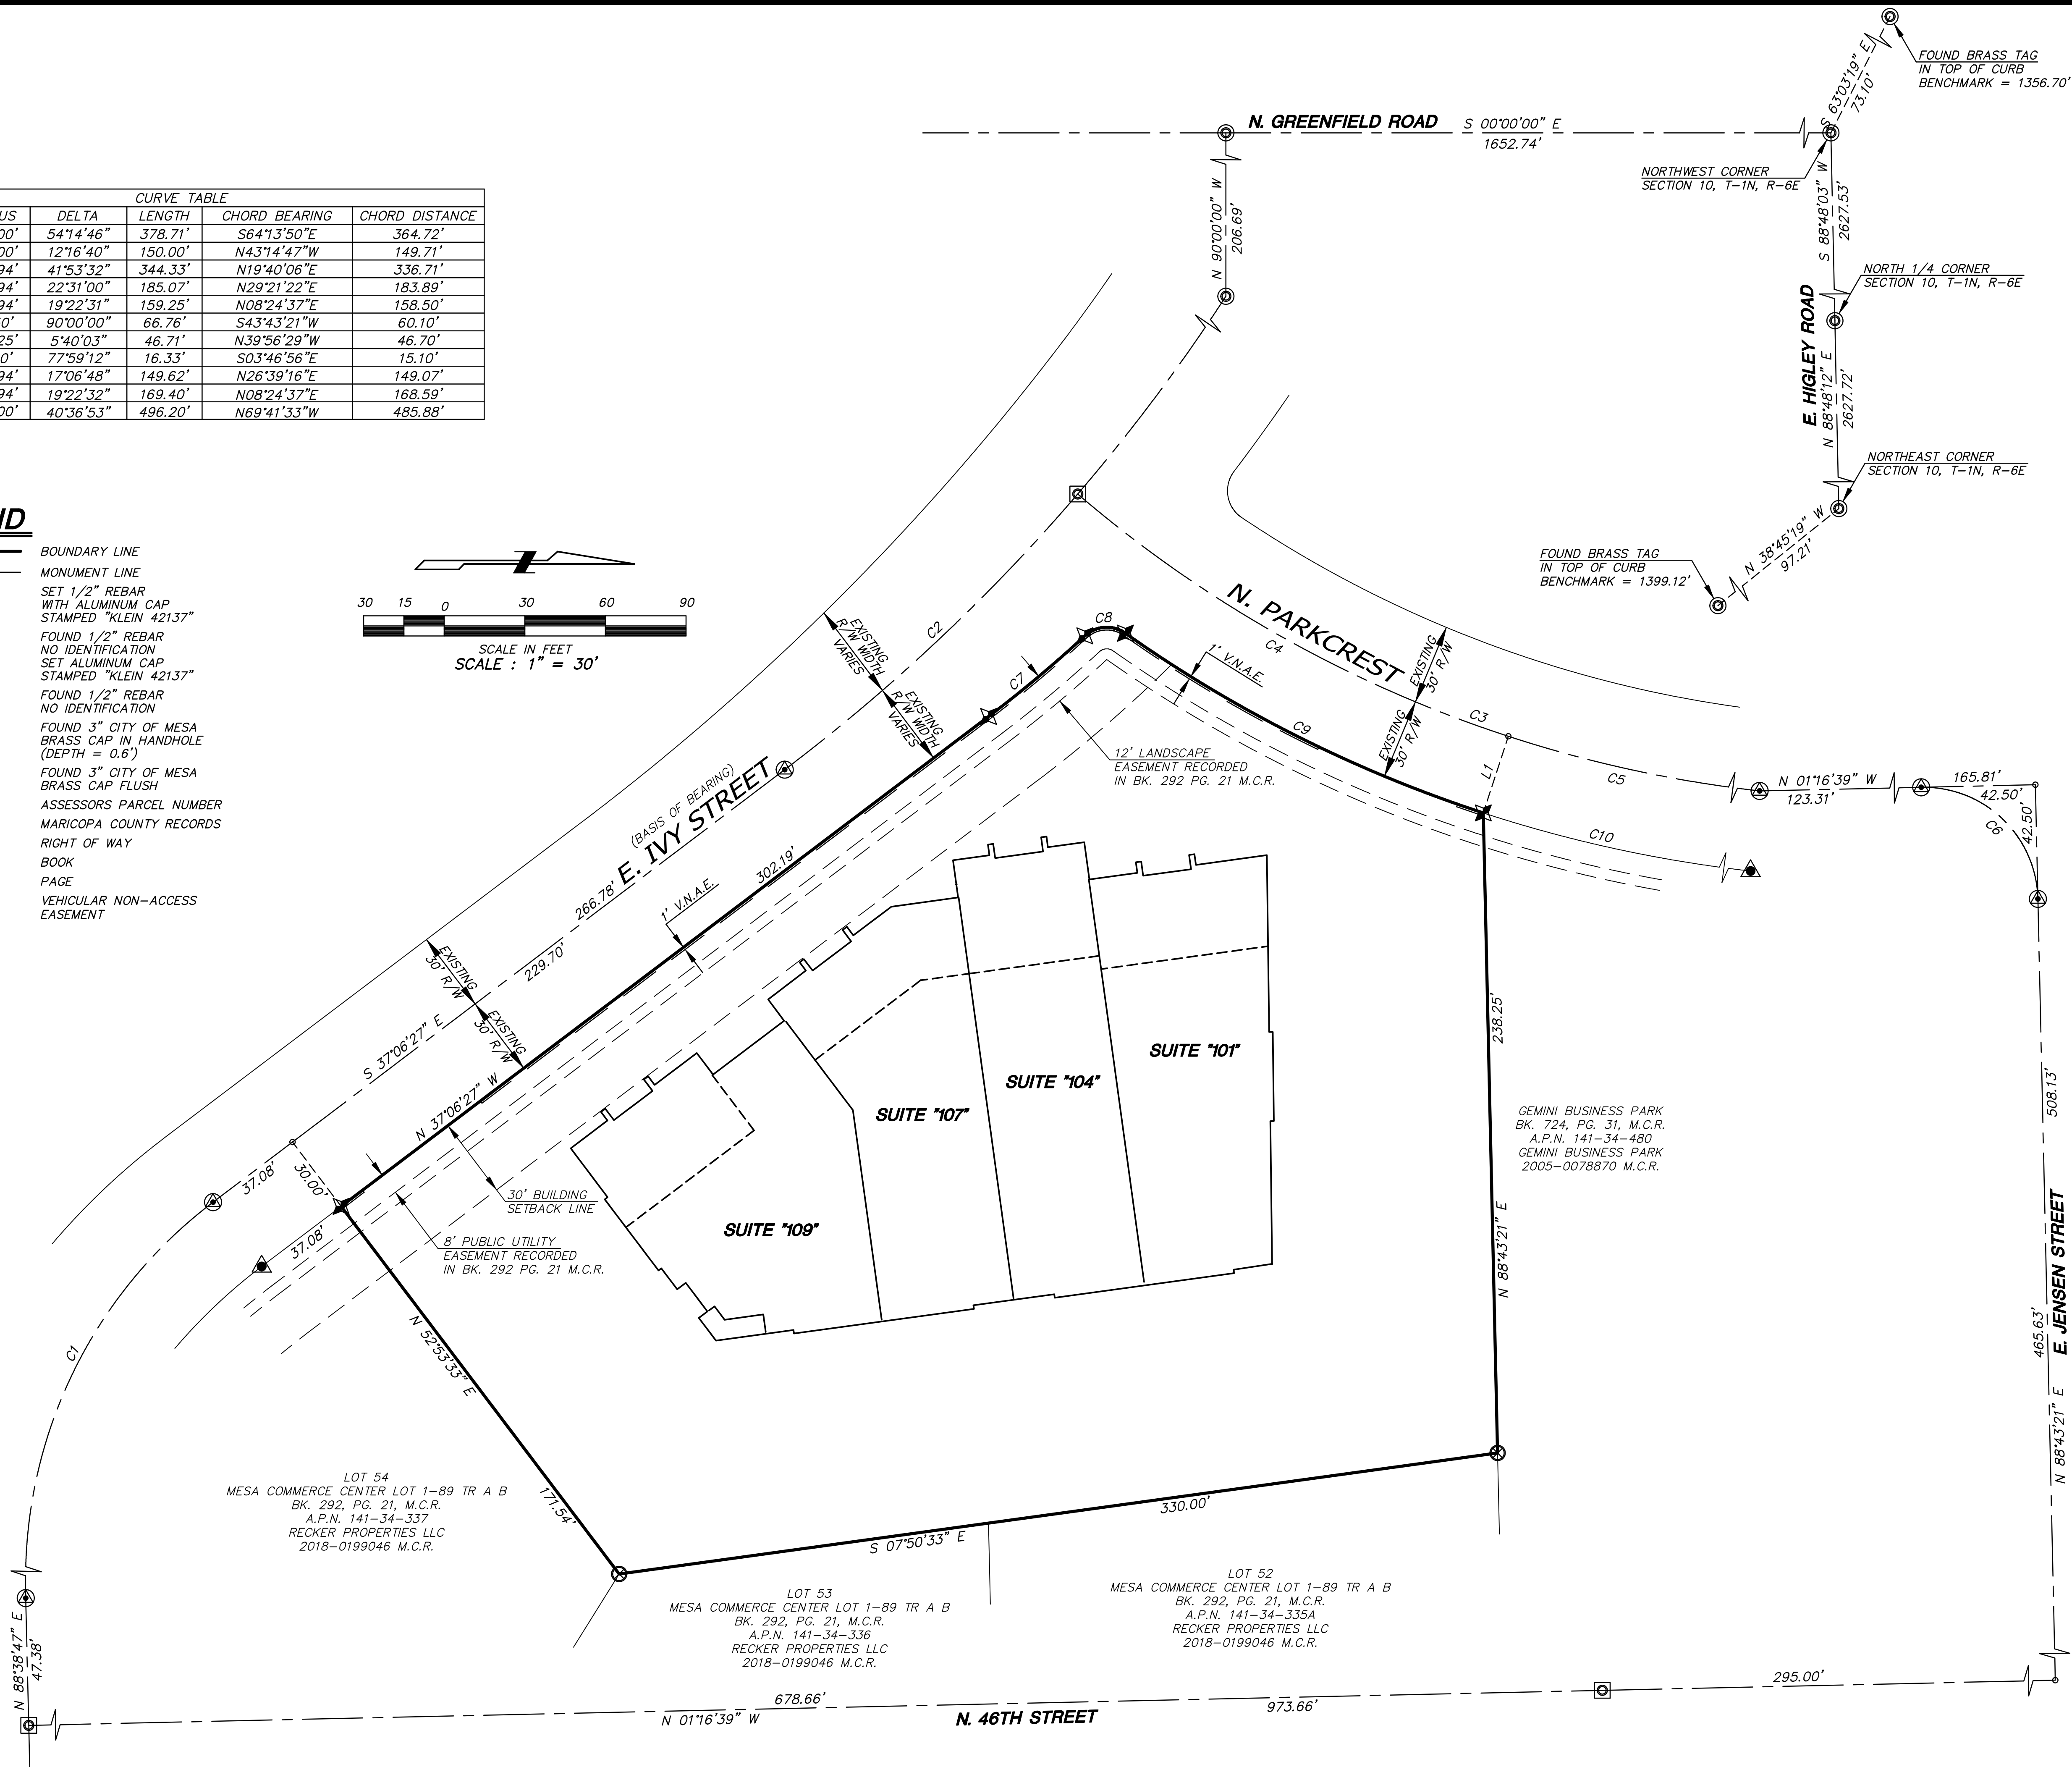 CURVE TABLE
US DELTA LENGTH CHORD BEARING CHORD DISTANCE
00' 54°14'46" 378.71' S64°13'50"E 364.72'
00' 12°16'40" 150.00' N43°14'47"W 149.71'
94' 41°53'32" 344.33' N19°40'06"E 336.71'
94' 22°31'00" 185.07' N29°21'22"E 183.89'
94' 19°22'31" 159.25' N08°24'37"E 158.50'
0' 90°00'00" 66.76' S43°43'21"W 60.10'
25' 5°40'03" 46.71' N39°56'29"W 46.70'
0' 77°59'12" 16.33' S03°46'56"E 15.10'
94' 17°06'48" 149.62' N26°39'16"E 149.07'
94' 19°22'32" 169.40' N08°24'37"E 168.59'
00' 40°36'53" 496.20' N69°41'33"W 485.88'
ND
BOUNDARY LINE
MONUMENT LINE
SET 1/2" REBAR
WITH ALUMINUM CAP
STAMPED "KLEIN 42137"
FOUND 1/2" REBAR
NO IDENTIFICATION
SET ALUMINUM CAP
STAMPED "KLEIN 42137"
FOUND 1/2" REBAR
NO IDENTIFICATION
FOUND 3" CITY OF MESA
BRASS CAP IN HANDHOLE
(DEPTH = 0.6')
FOUND 3" CITY OF MESA
BRASS CAP FLUSH
ASSESSORS PARCEL NUMBER
MARICOPA COUNTY RECORDS
RIGHT OF WAY
BOOK
PAGE
VEHICULAR NON-ACCESS
EASEMENT
30 15 0 30 60 90
SCALE IN FEET
SCALE : 1" = 30'
FOUND BRASS TAG
IN TOP OF CURB
BENCHMARK = 1356.70'
S 63°03'19" E
73.10'
N. GREENFIELD ROAD S 00°00'00" E
1652.74'
NORTHWEST CORNER
SECTION 10, T-1N, R-6E
N 90°00'00" W
206.69'
S 88°48'03" W
2627.53'
NORTH 1/4 CORNER
SECTION 10, T-1N, R-6E
E. HIGLEY ROAD
N 88°48'12" E
2627.72'
NORTHEAST CORNER
SECTION 10, T-1N, R-6E
N 38°45'19" W
97.21'
FOUND BRASS TAG
IN TOP OF CURB
BENCHMARK = 1399.12'
N. PARKCREST
C2
C8
C4
C7
C9
C3
C5
L1
C10
C6
1' V.N.A.E.
EXISTING
30' R/W
EXISTING
30' R/W
EXISTING
R/W WIDTH
VARIES
EXISTING
R/W WIDTH
VARIES
12' LANDSCAPE
EASEMENT RECORDED
IN BK. 292 PG. 21 M.C.R.
N 01°16'39" W
123.31'
165.81'
42.50'
42.50'
(BASIS OF BEARING)
E. IVY STREET
266.78'
302.19'
1' V.N.A.E.
229.70'
EXISTING
30' R/W
EXISTING
30' R/W
S 37°06'27" E
N 37°06'27" W
37.08'
30.00'
37.08'
30' BUILDING
SETBACK LINE
8' PUBLIC UTILITY
EASEMENT RECORDED
IN BK. 292 PG. 21 M.C.R.
SUITE "101"
SUITE "104"
SUITE "107"
SUITE "109"
238.25'
N 88°43'21" E
GEMINI BUSINESS PARK
BK. 724, PG. 31, M.C.R.
A.P.N. 141-34-480
GEMINI BUSINESS PARK
2005-0078870 M.C.R.
508.13'
E. JENSEN STREET
465.63'
N 88°43'21" E
C1
N 52°53'33" E
171.54'
S 07°50'33" E
330.00'
LOT 54
MESA COMMERCE CENTER LOT 1-89 TR A B
BK. 292, PG. 21, M.C.R.
A.P.N. 141-34-337
RECKER PROPERTIES LLC
2018-0199046 M.C.R.
LOT 53
MESA COMMERCE CENTER LOT 1-89 TR A B
BK. 292, PG. 21, M.C.R.
A.P.N. 141-34-336
RECKER PROPERTIES LLC
2018-0199046 M.C.R.
LOT 52
MESA COMMERCE CENTER LOT 1-89 TR A B
BK. 292, PG. 21, M.C.R.
A.P.N. 141-34-335A
RECKER PROPERTIES LLC
2018-0199046 M.C.R.
N 88°38'47" E
47.38'
678.66'
N 01°16'39" W
N. 46TH STREET
973.66'
295.00'